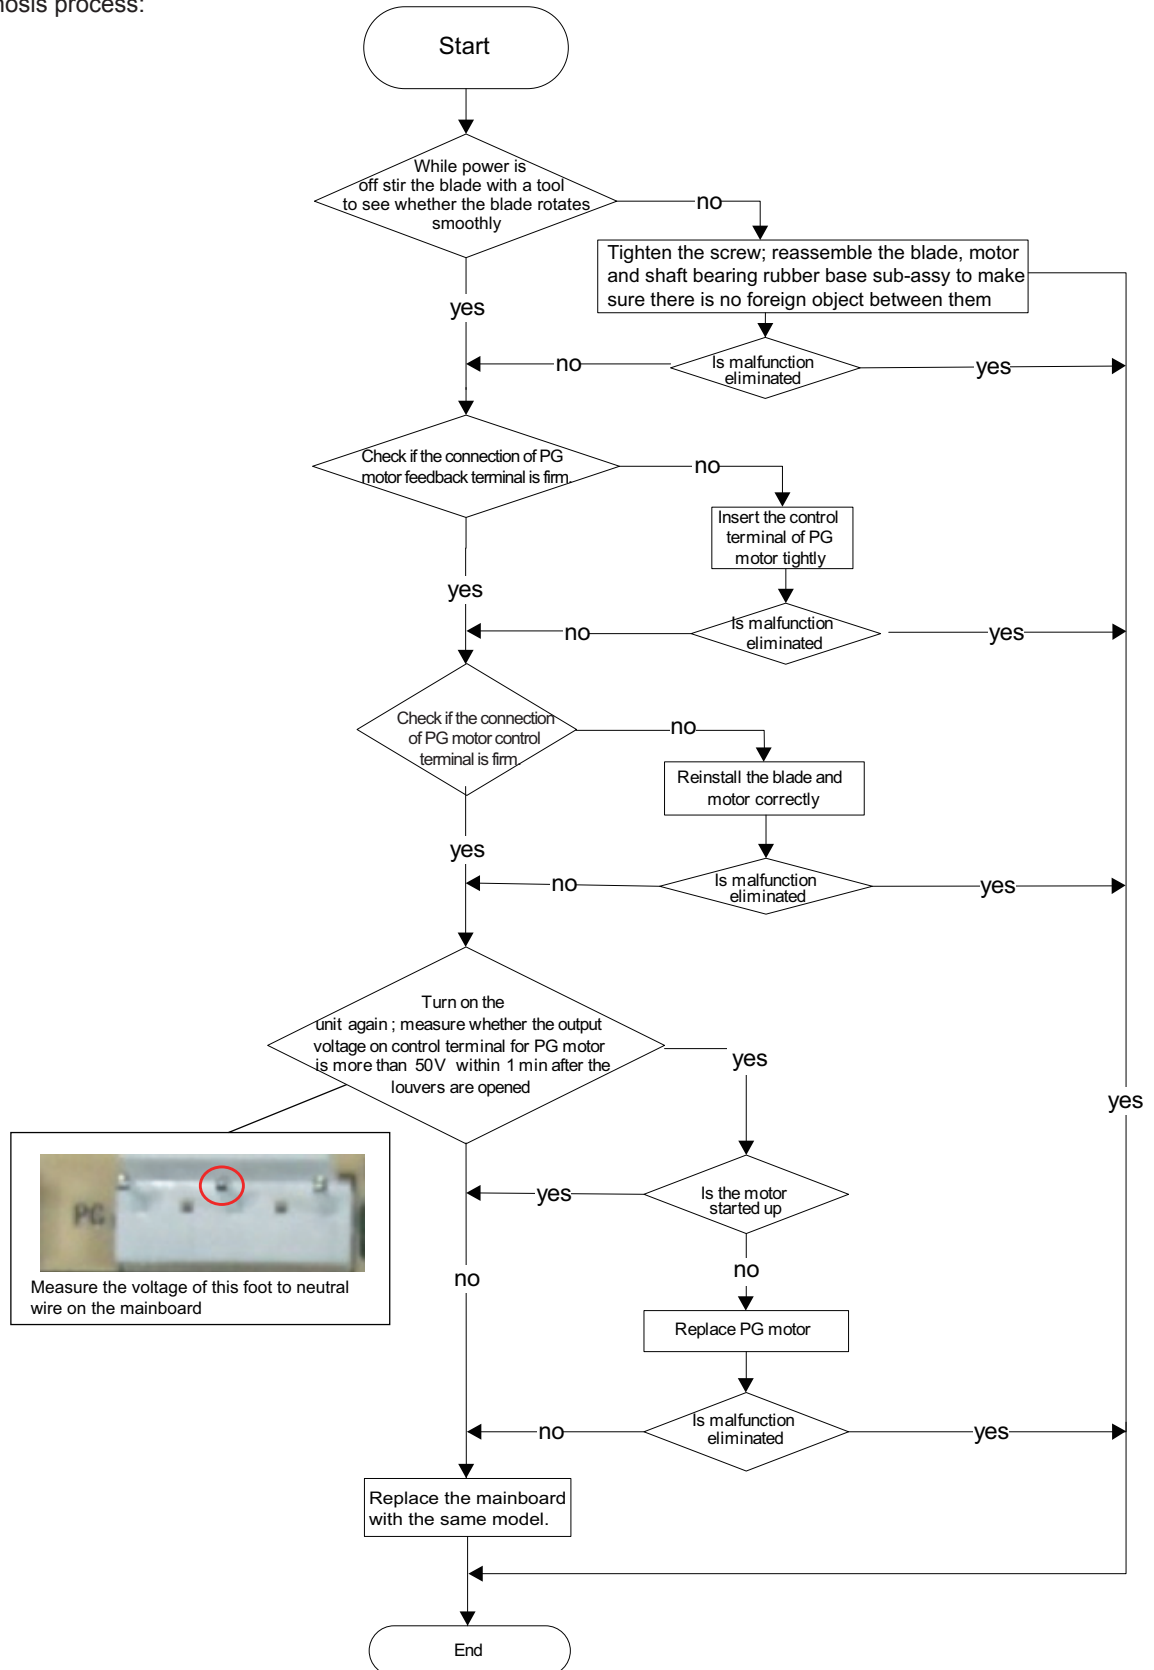 nosis process:
Start
While power is
off stir the blade with a tool
to see whether the blade rotates
smoothly
no
Tighten the screw; reassemble the blade, motor
and shaft bearing rubber base sub-assy to make
sure there is no foreign object between them
yes
no
Is malfunction
eliminated
yes
Check if the connection of PG
motor feedback terminal is firm.
no
Insert the control
terminal of PG
motor tightly
yes
no
Is malfunction
eliminated
yes
Check if the connection
of PG motor control
terminal is firm.
no
Reinstall the blade and
motor correctly
yes
no
Is malfunction
eliminated
yes
Turn on the
unit again ; measure whether the output
voltage on control terminal for PG motor
is more than 50V within 1 min after the
louvers are opened
yes
yes
PG
Measure the voltage of this foot to neutral
wire on the mainboard
yes
Is the motor
started up
no
no
Replace PG motor
no
Is malfunction
eliminated
yes
Replace the mainboard
with the same model.
End